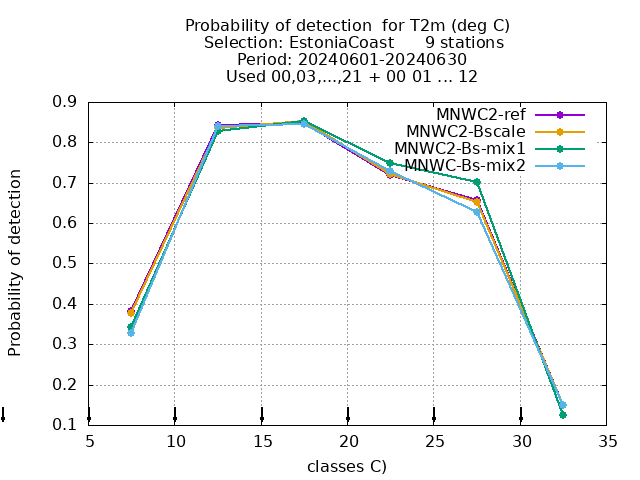 Probability of detection  for T2m (deg C)
Selection: EstoniaCoast      9 stations
Period: 20240601-20240630
Used 00,03,...,21 + 00 01 ... 12
MNWC2-ref
MNWC2-Bscale
MNWC2-Bs-mix1
MNWC-Bs-mix2
Probability of detection
0.9
0.8
0.7
0.6
0.5
0.4
0.3
0.2
0.1
5 10 15 20 25 30 35
classes C)